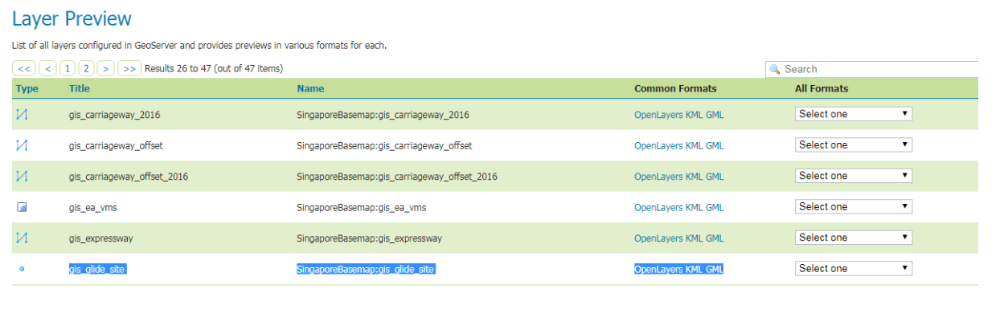 Layer Preview
List of all layers configured in GeoServer and provides previews in various formats for each.
<< < 1 2 > >> Results 26 to 47 (out of 47 items) Search
Type Title Name Common Formats All Formats
gis_carriageway_2016 SingaporeBasemap:gis_carriageway_2016 OpenLayers KML GML Select one
gis_carriageway_offset SingaporeBasemap:gis_carriageway_offset OpenLayers KML GML Select one
gis_carriageway_offset_2016 SingaporeBasemap:gis_carriageway_offset_2016 OpenLayers KML GML Select one
gis_ea_vms SingaporeBasemap:gis_ea_vms OpenLayers KML GML Select one
gis_expressway SingaporeBasemap:gis_expressway OpenLayers KML GML Select one
gis_glide_site SingaporeBasemap:gis_glide_site OpenLayers KML GML Select one